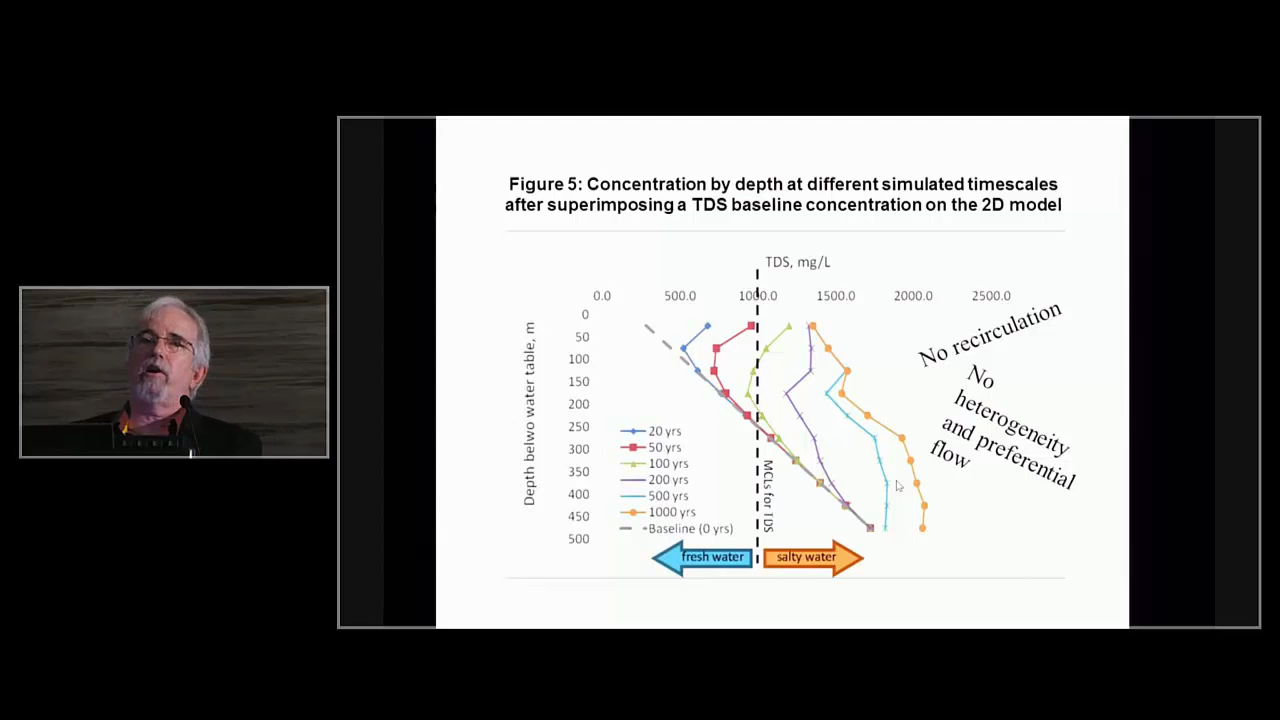 Figure 5: Concentration by depth at different simulated timescales
after superimposing a TDS baseline concentration on the 2D model
TDS, mg/L
0.0 500.0 1000.0 1500.0 2000.0 2500.0
Depth belwo water table, m
0
50
100
150
200
250
300
350
400
450
500
20 yrs
50 yrs
100 yrs
200 yrs
500 yrs
1000 yrs
Baseline (0 yrs)
MCLs for TDS
fresh water
salty water
No recirculation
No
heterogeneity
and preferential
flow